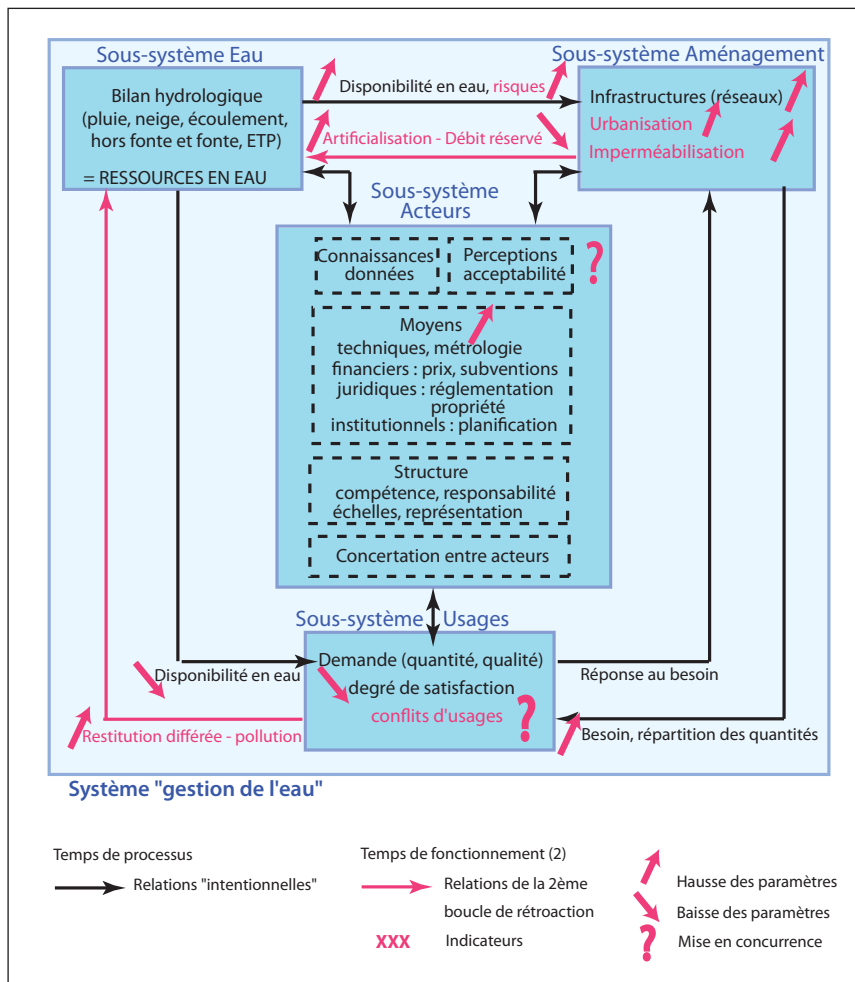 Sous-système Eau
Sous-système Aménagement
Bilan hydrologique
(pluie, neige, écoulement,
hors fonte et fonte, ETP)
= RESSOURCES EN EAU
Disponibilité en eau, risques
Artificialisation - Débit réservé
Infrastructures (réseaux)
Urbanisation
Imperméabilisation
Sous-système
Acteurs
Connaissances
données
Perceptions
acceptabilité
?
Moyens
techniques, métrologie
financiers : prix, subventions
juridiques : réglementation
propriété
institutionnels : planification
Structure
compétence, responsabilité
échelles, représentation
Concertation entre acteurs
Sous-système Usages
Demande (quantité, qualité)
degré de satisfaction
conflits d'usages ?
Disponibilité en eau
Réponse au besoin
Restitution différée - pollution
Besoin, répartition des quantités
Système "gestion de l'eau"
Temps de processus
Relations "intentionnelles"
Temps de fonctionnement (2)
Relations de la 2ème
boucle de rétroaction
XXX Indicateurs
Hausse des paramètres
Baisse des paramètres
? Mise en concurrence